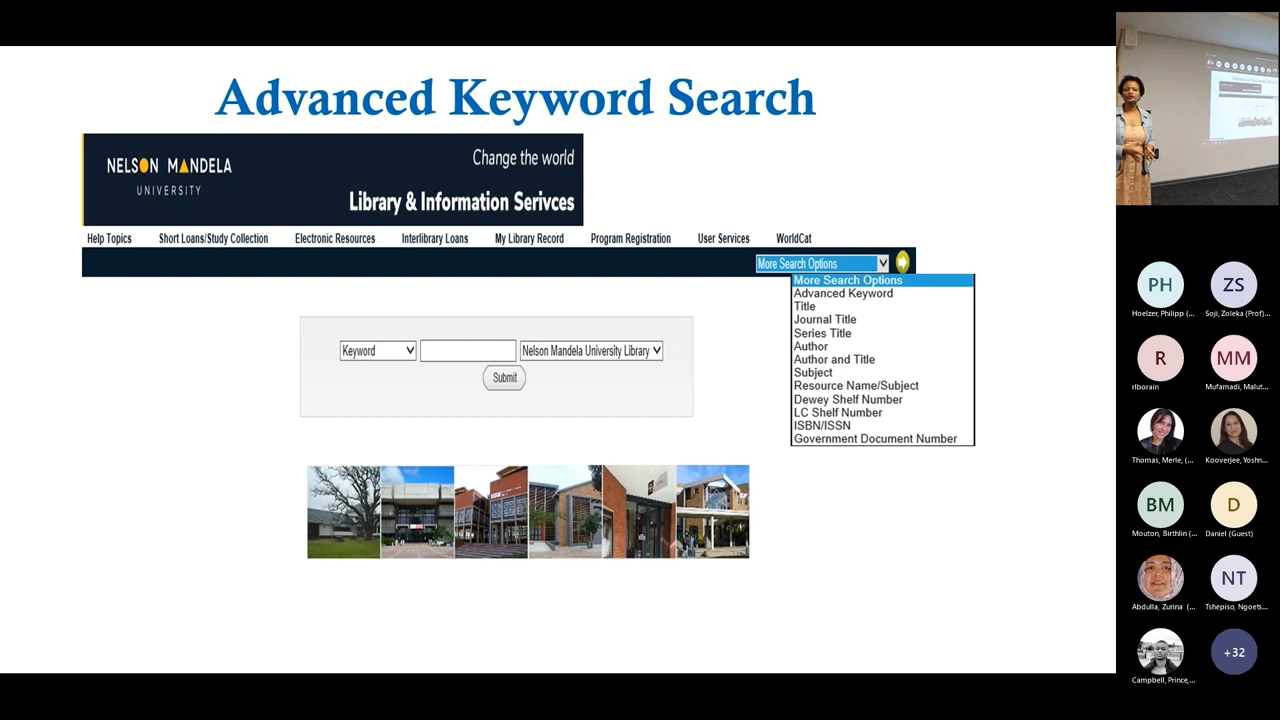 Advanced Keyword Search
NELSON MANDELA
UNIVERSITY
Change the world
Library & Information Serivces
Help Topics Short Loans/Study Collection Electronic Resources Interlibrary Loans My Library Record Program Registration User Services WorldCat
More Search Options
More Search Options
Advanced Keyword
Title
Journal Title
Series Title
Author
Author and Title
Subject
Resource Name/Subject
Dewey Shelf Number
LC Shelf Number
ISBN/ISSN
Government Document Number
Keyword Nelson Mandela University Library
Submit
PH ZS
Hoelzer, Philipp (... Soji, Zoleka (Prof)...
R MM
rlborain Mufamadi, Malut...
Thomas, Merle, (... Kooverjee, Yoshn...
BM D
Mouton, Birthlin (... Daniel (Guest)
NT
Abdulla, Zurina (... Tshepiso, Ngoets...
+32
Campbell, Prince,...